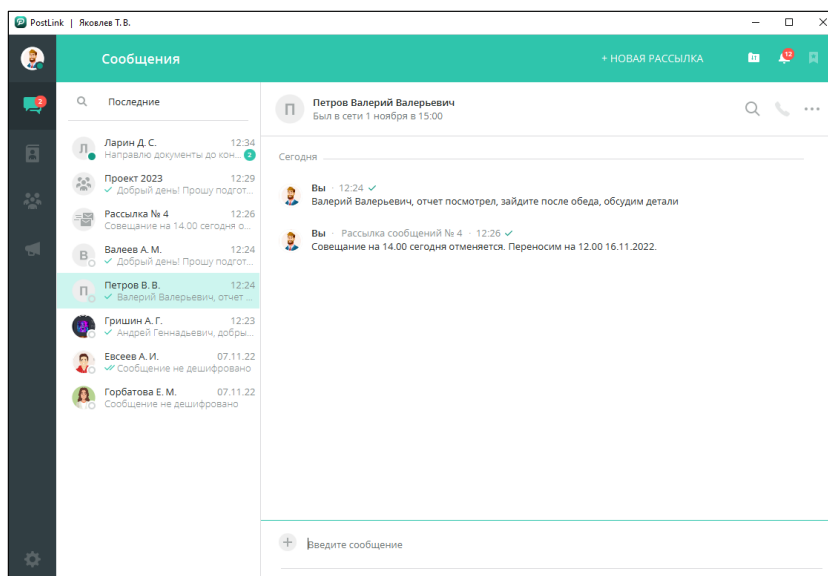 PostLink | Яковлев Т. В.
Сообщения
+ НОВАЯ РАССЫЛКА
12
2
Последние
Л
Ларин Д. С. 12:34
Направлю документы до кон... 2
Проект 2023 12:29
Добрый день! Прошу подгот...
Рассылка № 4 12:26
Совещание на 14.00 сегодня о...
В
Валеев А. М. 12:24
Добрый день! Прошу подгот...
П
Петров В. В. 12:24
Валерий Валерьевич, отчет ...
Гришин А. Г. 12:23
Андрей Геннадьевич, добры...
Евсеев А. И. 07.11.22
Сообщение не дешифровано
Горбатова Е. М. 07.11.22
Сообщение не дешифровано
П
Петров Валерий Валерьевич
Был в сети 1 ноября в 15:00
Сегодня
Вы · 12:24
Валерий Валерьевич, отчет посмотрел, зайдите после обеда, обсудим детали
Вы · Рассылка сообщений № 4 · 12:26
Совещание на 14.00 сегодня отменяется. Переносим на 12.00 16.11.2022.
Введите сообщение